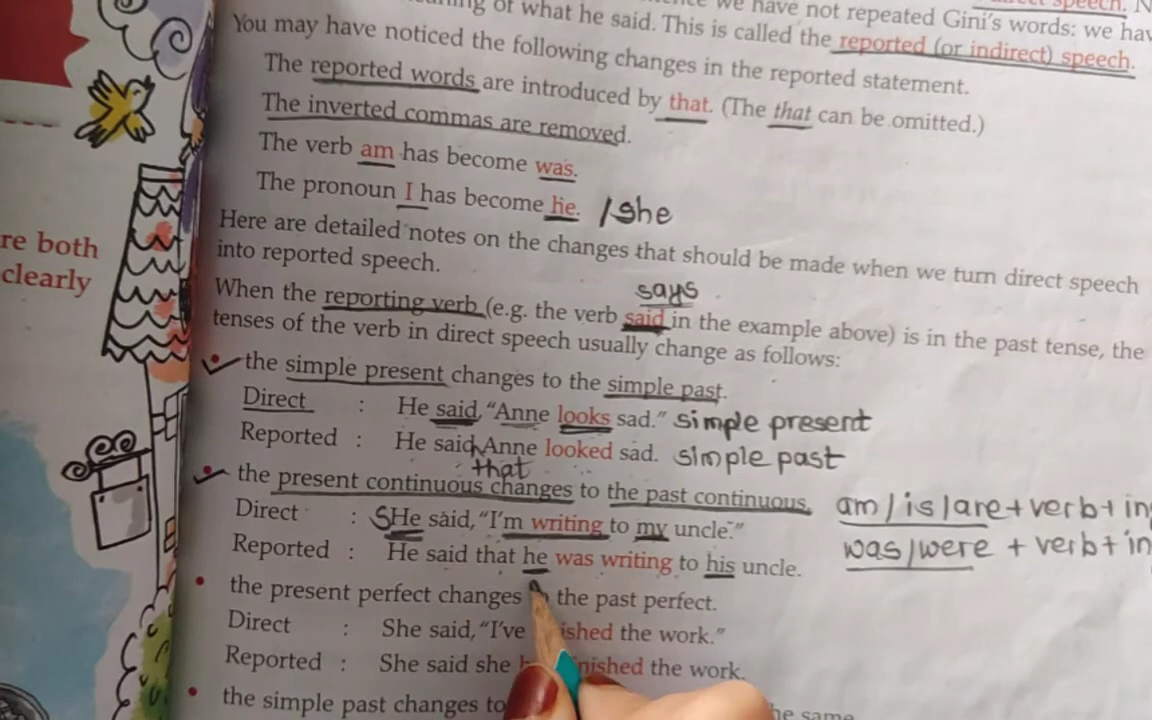 of what he said. This is called the reported (or indirect) speech.
we have not repeated Gini's words: we hav
You may have noticed the following changes in the reported statement.
The reported words are introduced by that. (The that can be omitted.)
The inverted commas are removed.
The verb am has become was.
The pronoun I has become he. /she
Here are detailed notes on the changes that should be made when we turn direct speech
into reported speech.
says
When the reporting verb (e.g. the verb said in the example above) is in the past tense, the
tenses of the verb in direct speech usually change as follows:
the simple present changes to the simple past.
Direct : He said, "Anne looks sad." simple present
Reported : He said Anne looked sad. simple past
that
the present continuous changes to the past continuous. am/is/are+verb+in
Direct : SHe said, "I'm writing to my uncle."
was/were + verb+in
Reported : He said that he was writing to his uncle.
• the present perfect changes the past perfect.
Direct : She said, "I've ished the work."
Reported : She said she nished the work.
• the simple past changes to
he same
re both
clearly